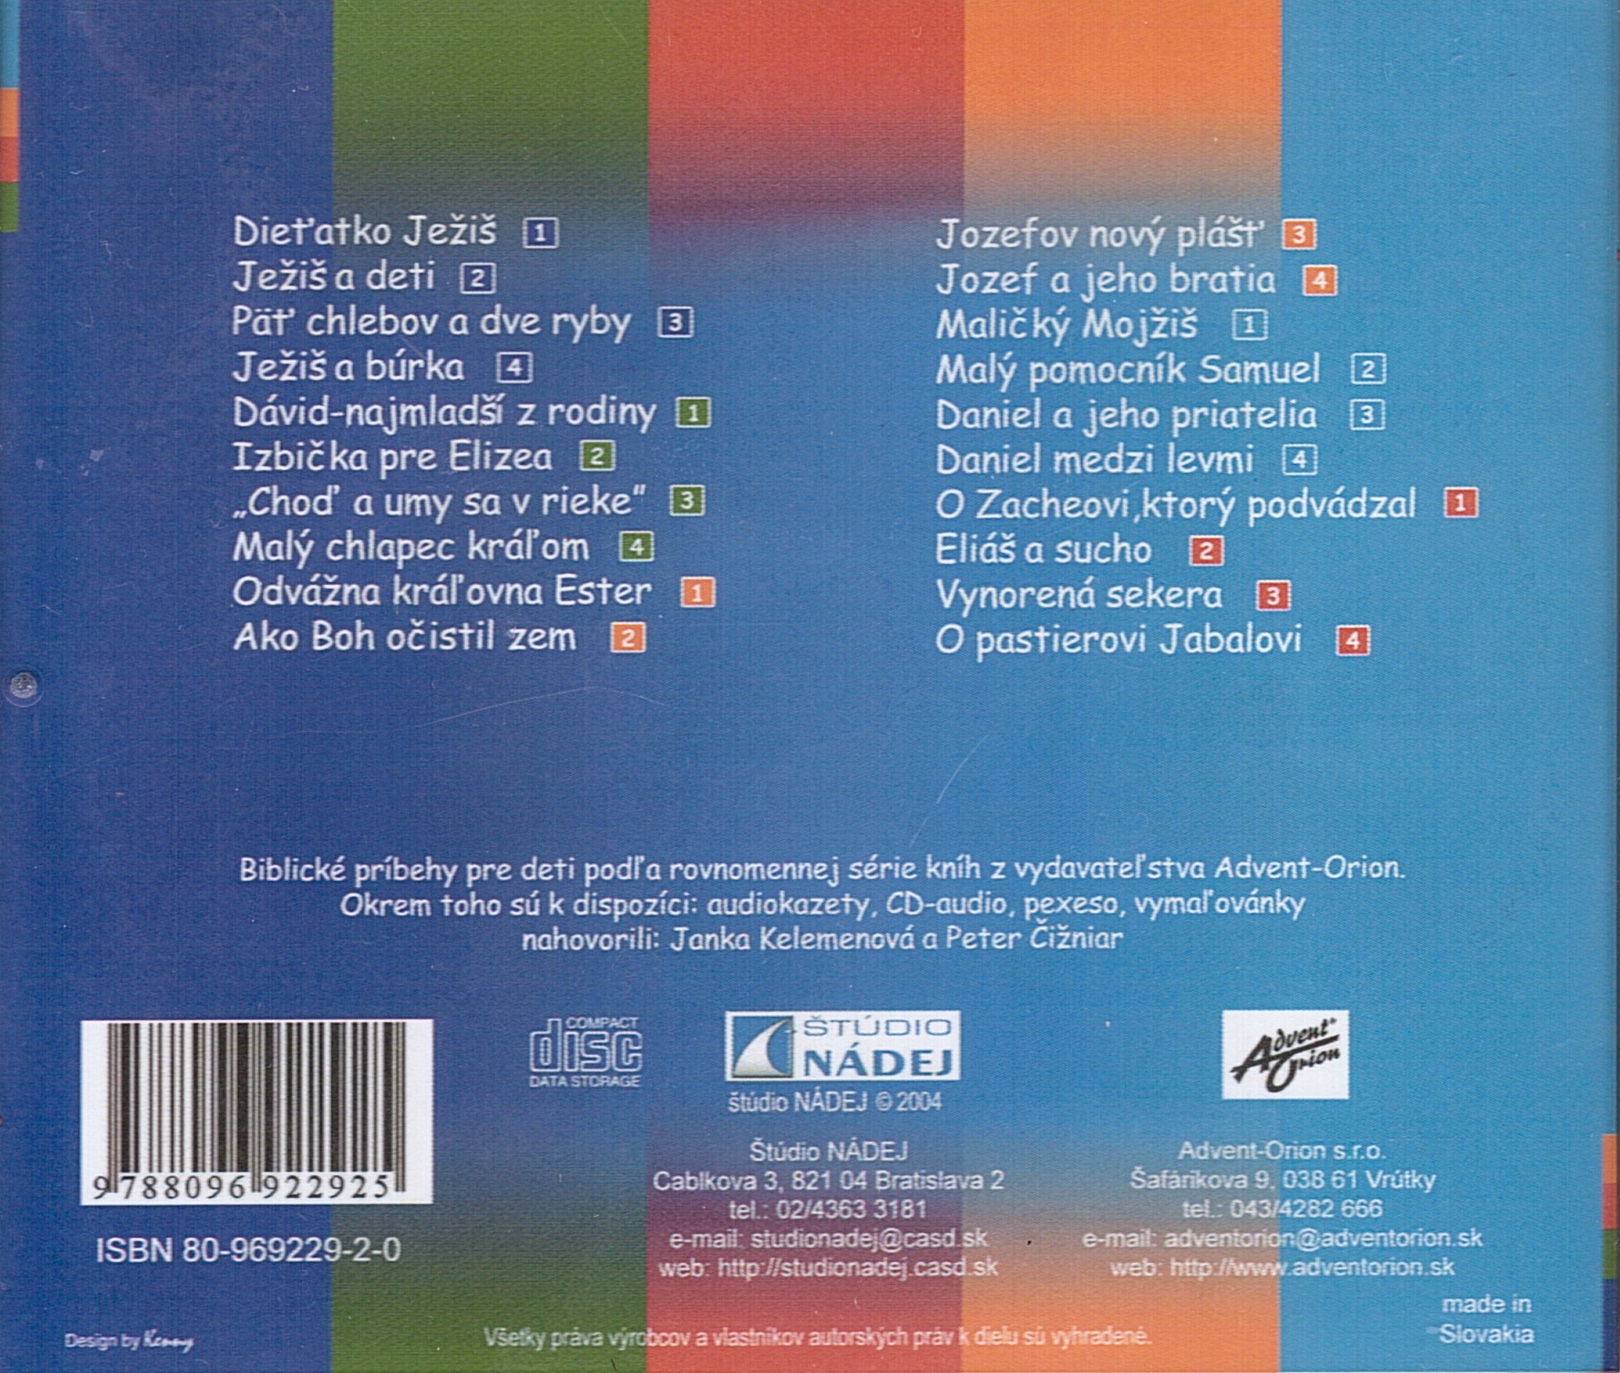 Dieťatko Ježiš 1
Ježiš a deti 2
Päť chlebov a dve ryby 3
Ježiš a búrka 4
Dávid-najmladší z rodiny 1
Izbička pre Elizea 2
„Choď a umy sa v rieke" 3
Malý chlapec kráľom 4
Odvážna kráľovna Ester 1
Ako Boh očistil zem 2
Jozefov nový plášť 3
Jozef a jeho bratia 4
Maličký Mojžiš 1
Malý pomocník Samuel 2
Daniel a jeho priatelia 3
Daniel medzi levmi 4
O Zacheovi,ktorý podvádzal 1
Eliáš a sucho 2
Vynorená sekera 3
O pastierovi Jabalovi 4
Biblické príbehy pre deti podľa rovnomennej série kníh z vydavateľstva Advent-Orion.
Okrem toho sú k dispozíci: audiokazety, CD-audio, pexeso, vymaľovánky
nahovorili: Janka Kelemenová a Peter Čižniar
9 788096 922925
ISBN 80-969229-2-0
COMPACT
disc
DATA STORAGE
ŠTÚDIO
NÁDEJ
štúdio NÁDEJ © 2004
Advent
Orion
Štúdio NÁDEJ
Cablkova 3, 821 04 Bratislava 2
tel.: 02/4363 3181
e-mail: studionadej@casd.sk
web: http://studionadej.casd.sk
Advent-Orion s.r.o.
Šafárikova 9, 038 61 Vrútky
tel.: 043/4282 666
e-mail: adventorion@adventorion.sk
web: http://www.adventorion.sk
made in
Slovakia
Design by Kenny
Všetky práva výrobcov a vlastníkov autorských práv k dielu sú vyhradené.